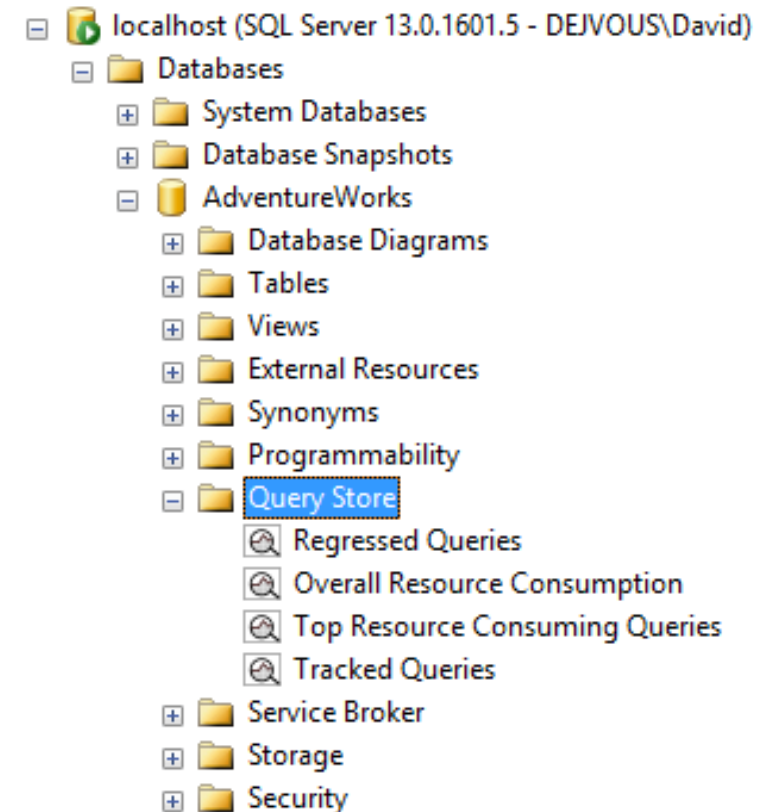 localhost (SQL Server 13.0.1601.5 - DEJVOUS\David)
Databases
System Databases
Database Snapshots
AdventureWorks
Database Diagrams
Tables
Views
External Resources
Synonyms
Programmability
Query Store
Regressed Queries
Overall Resource Consumption
Top Resource Consuming Queries
Tracked Queries
Service Broker
Storage
Security